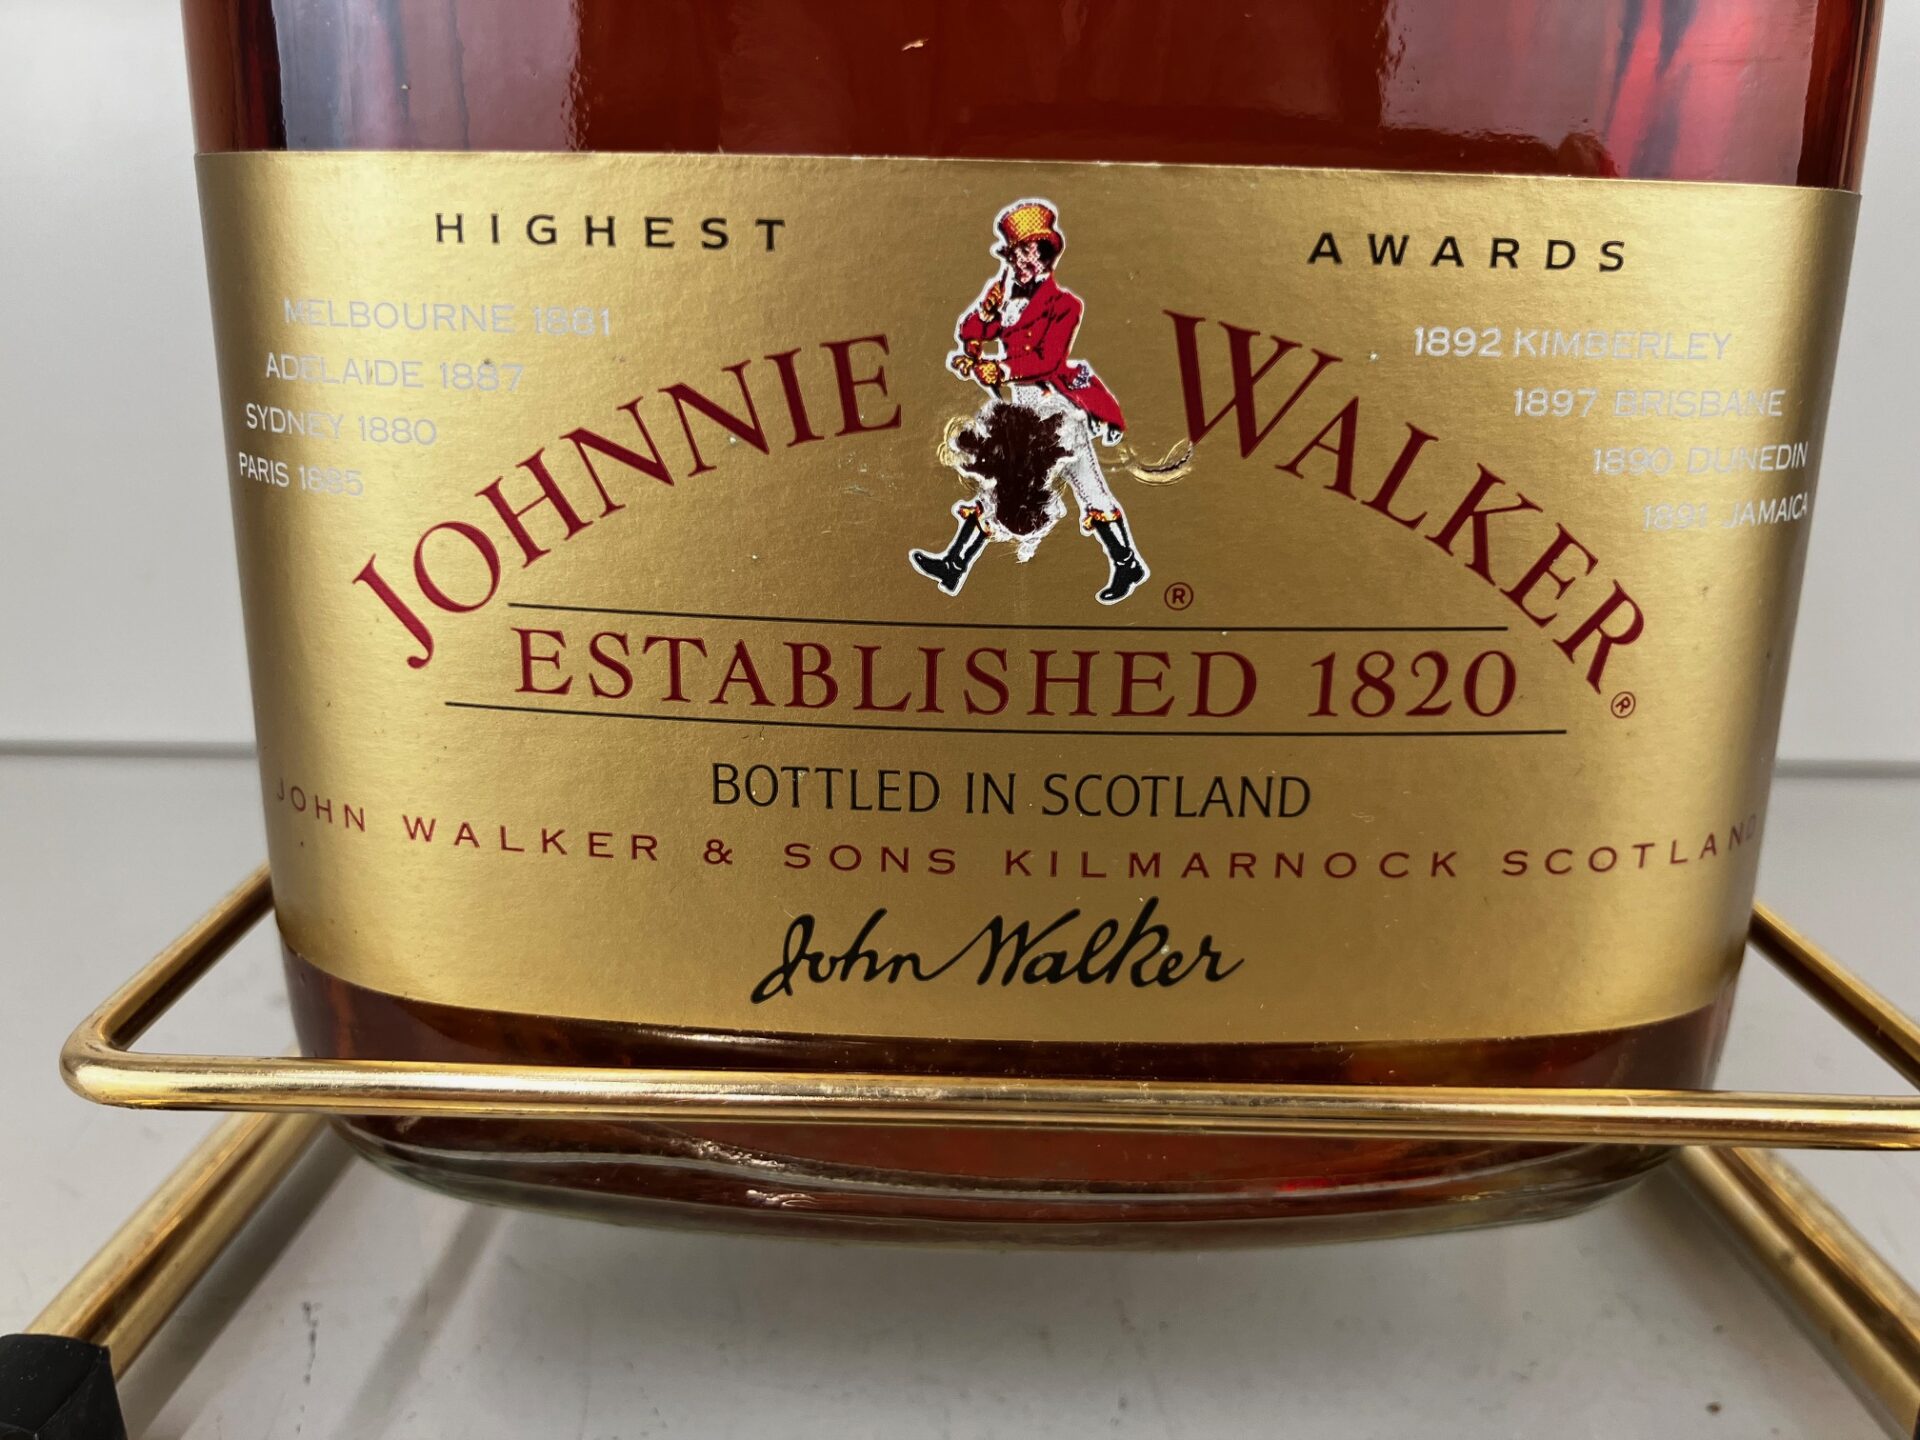 HIGHEST AWARDS
MELBOURNE 1881
ADELAIDE 1887
SYDNEY 1880
PARIS 1885
1892 KIMBERLEY
1897 BRISBANE
1890 DUNEDIN
1891 JAMAICA
JOHNNIE WALKER®
®
ESTABLISHED 1820
BOTTLED IN SCOTLAND
JOHN WALKER & SONS KILMARNOCK SCOTLAND
John Walker